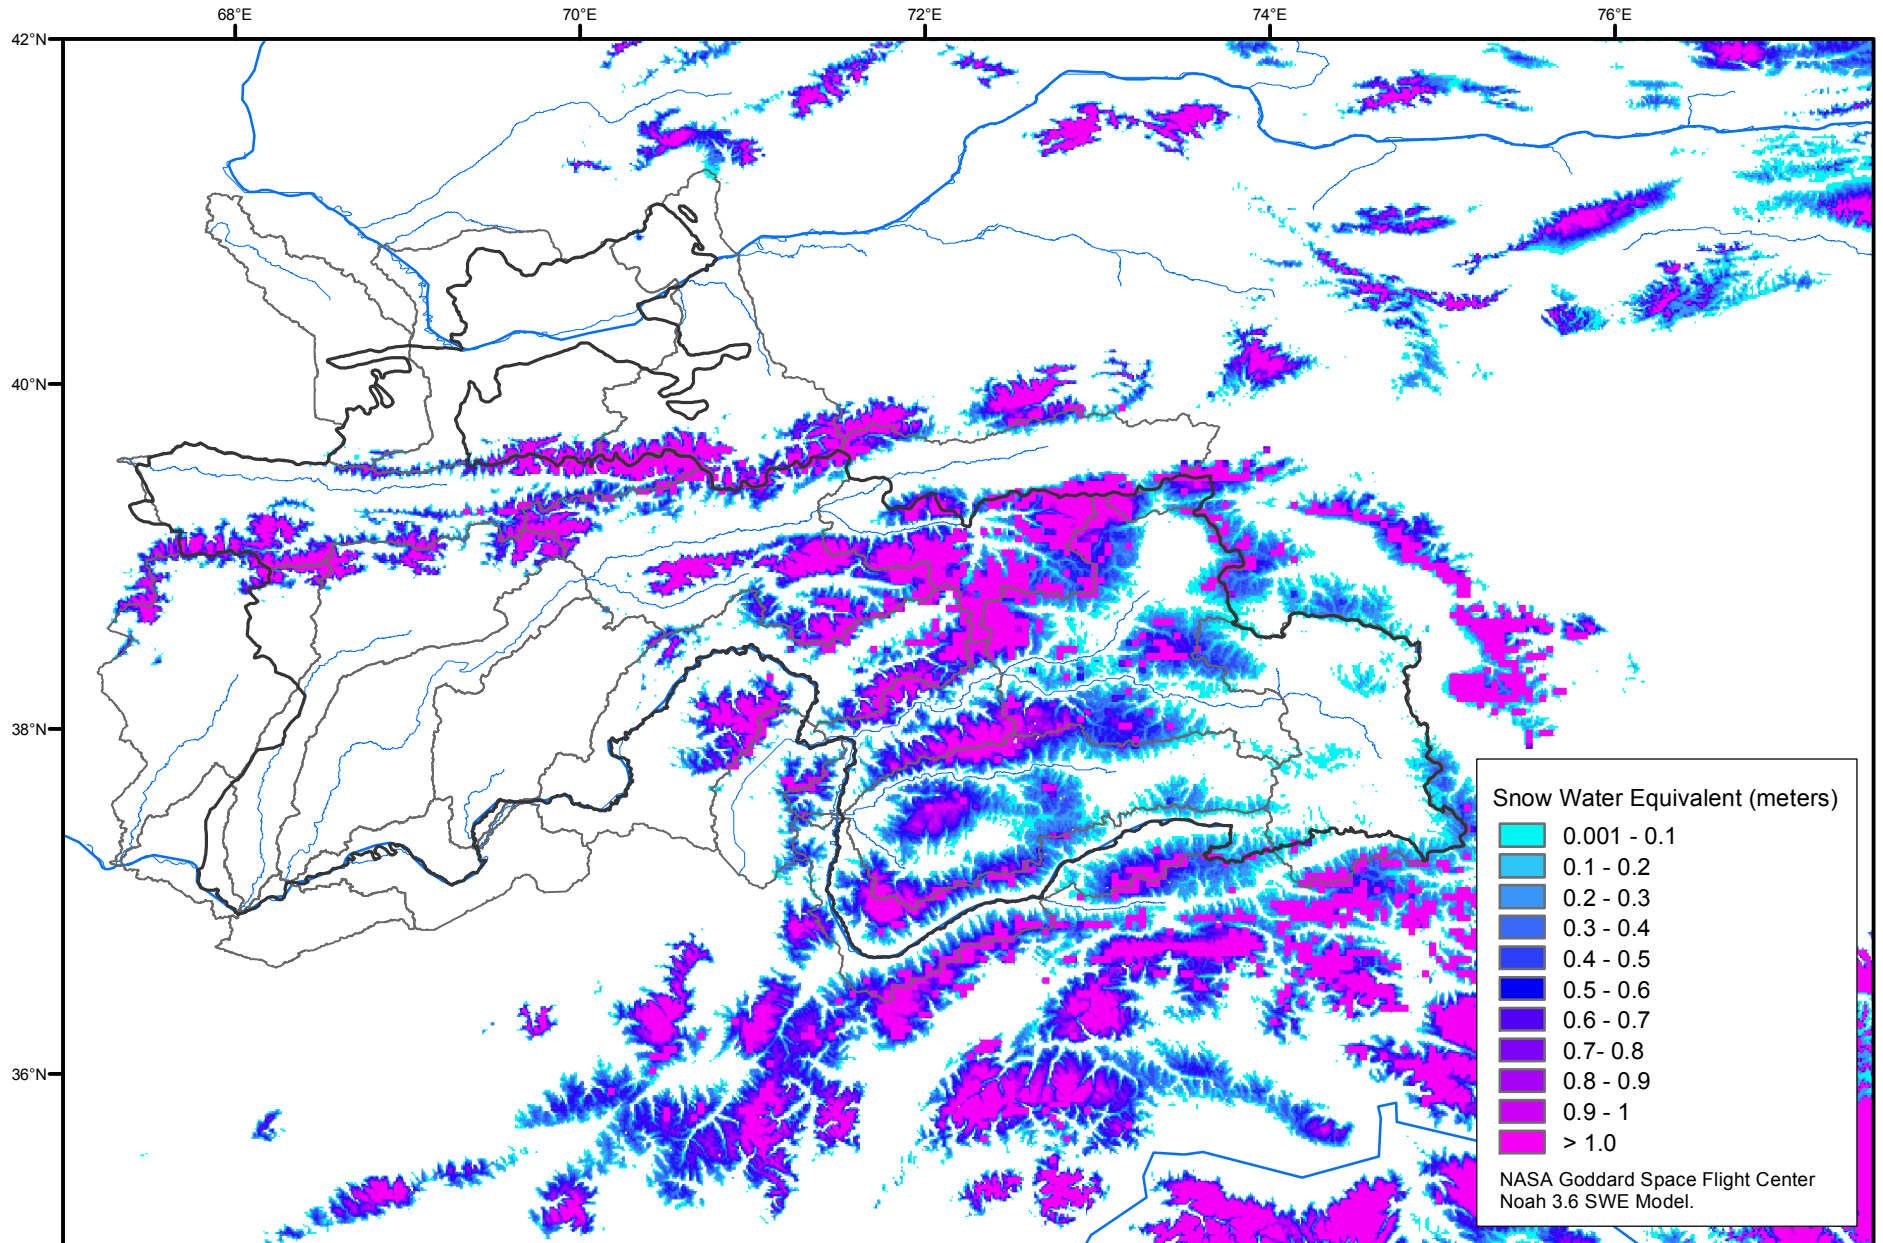 68°E 70°E 72°E 74°E 76°E
42°N
40°N
38°N
36°N
Snow Water Equivalent (meters)
0.001 - 0.1
0.1 - 0.2
0.2 - 0.3
0.3 - 0.4
0.4 - 0.5
0.5 - 0.6
0.6 - 0.7
0.7- 0.8
0.8 - 0.9
0.9 - 1
> 1.0
NASA Goddard Space Flight Center
Noah 3.6 SWE Model.